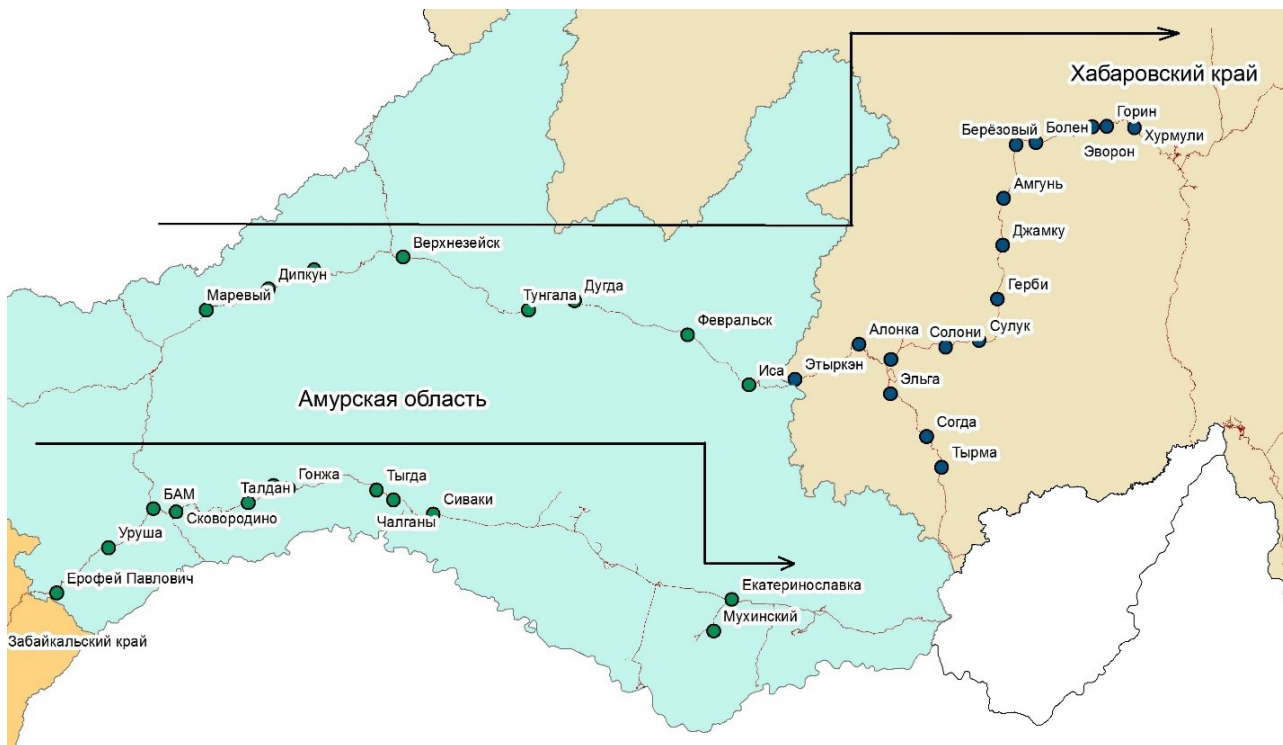 Хабаровский край
Горин
Берёзовый
Болен
Хурмули
Эворон
Амгунь
Джамку
Верхнезейск
Дипкун
Маревый
Тунгала
Дугда
Герби
Февральск
Алонка
Солони
Сулук
Иса
Этыркэн
Эльга
Амурская область
Согда
Тырма
Гонжа
Тыгда
Талдан
БАМ
Сковородино
Сиваки
Чалганы
Уруша
Ерофей Павлович
Екатеринославка
Мухинский
Забайкальский край